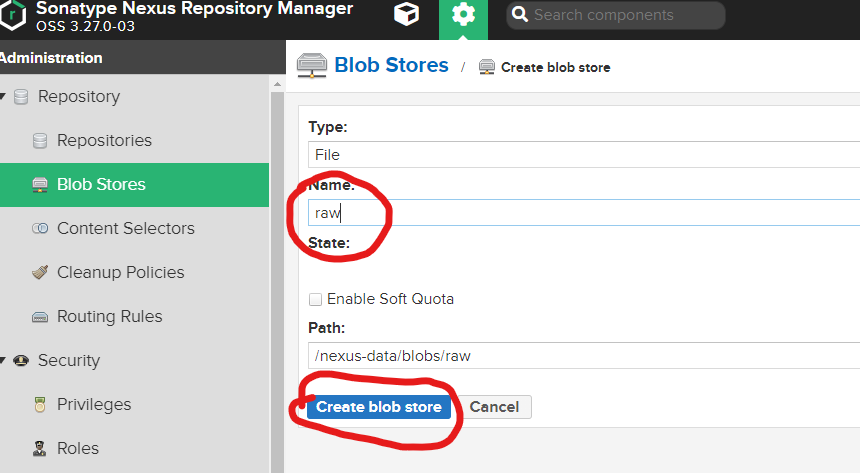 Sonatype Nexus Repository Manager
OSS 3.27.0-03
Search components
Administration
Blob Stores / Create blob store
Repository
Repositories
Blob Stores
Content Selectors
Cleanup Policies
Routing Rules
Security
Privileges
Roles
Type:
File
Name:
raw
State:
Enable Soft Quota
Path:
/nexus-data/blobs/raw
Create blob store
Cancel